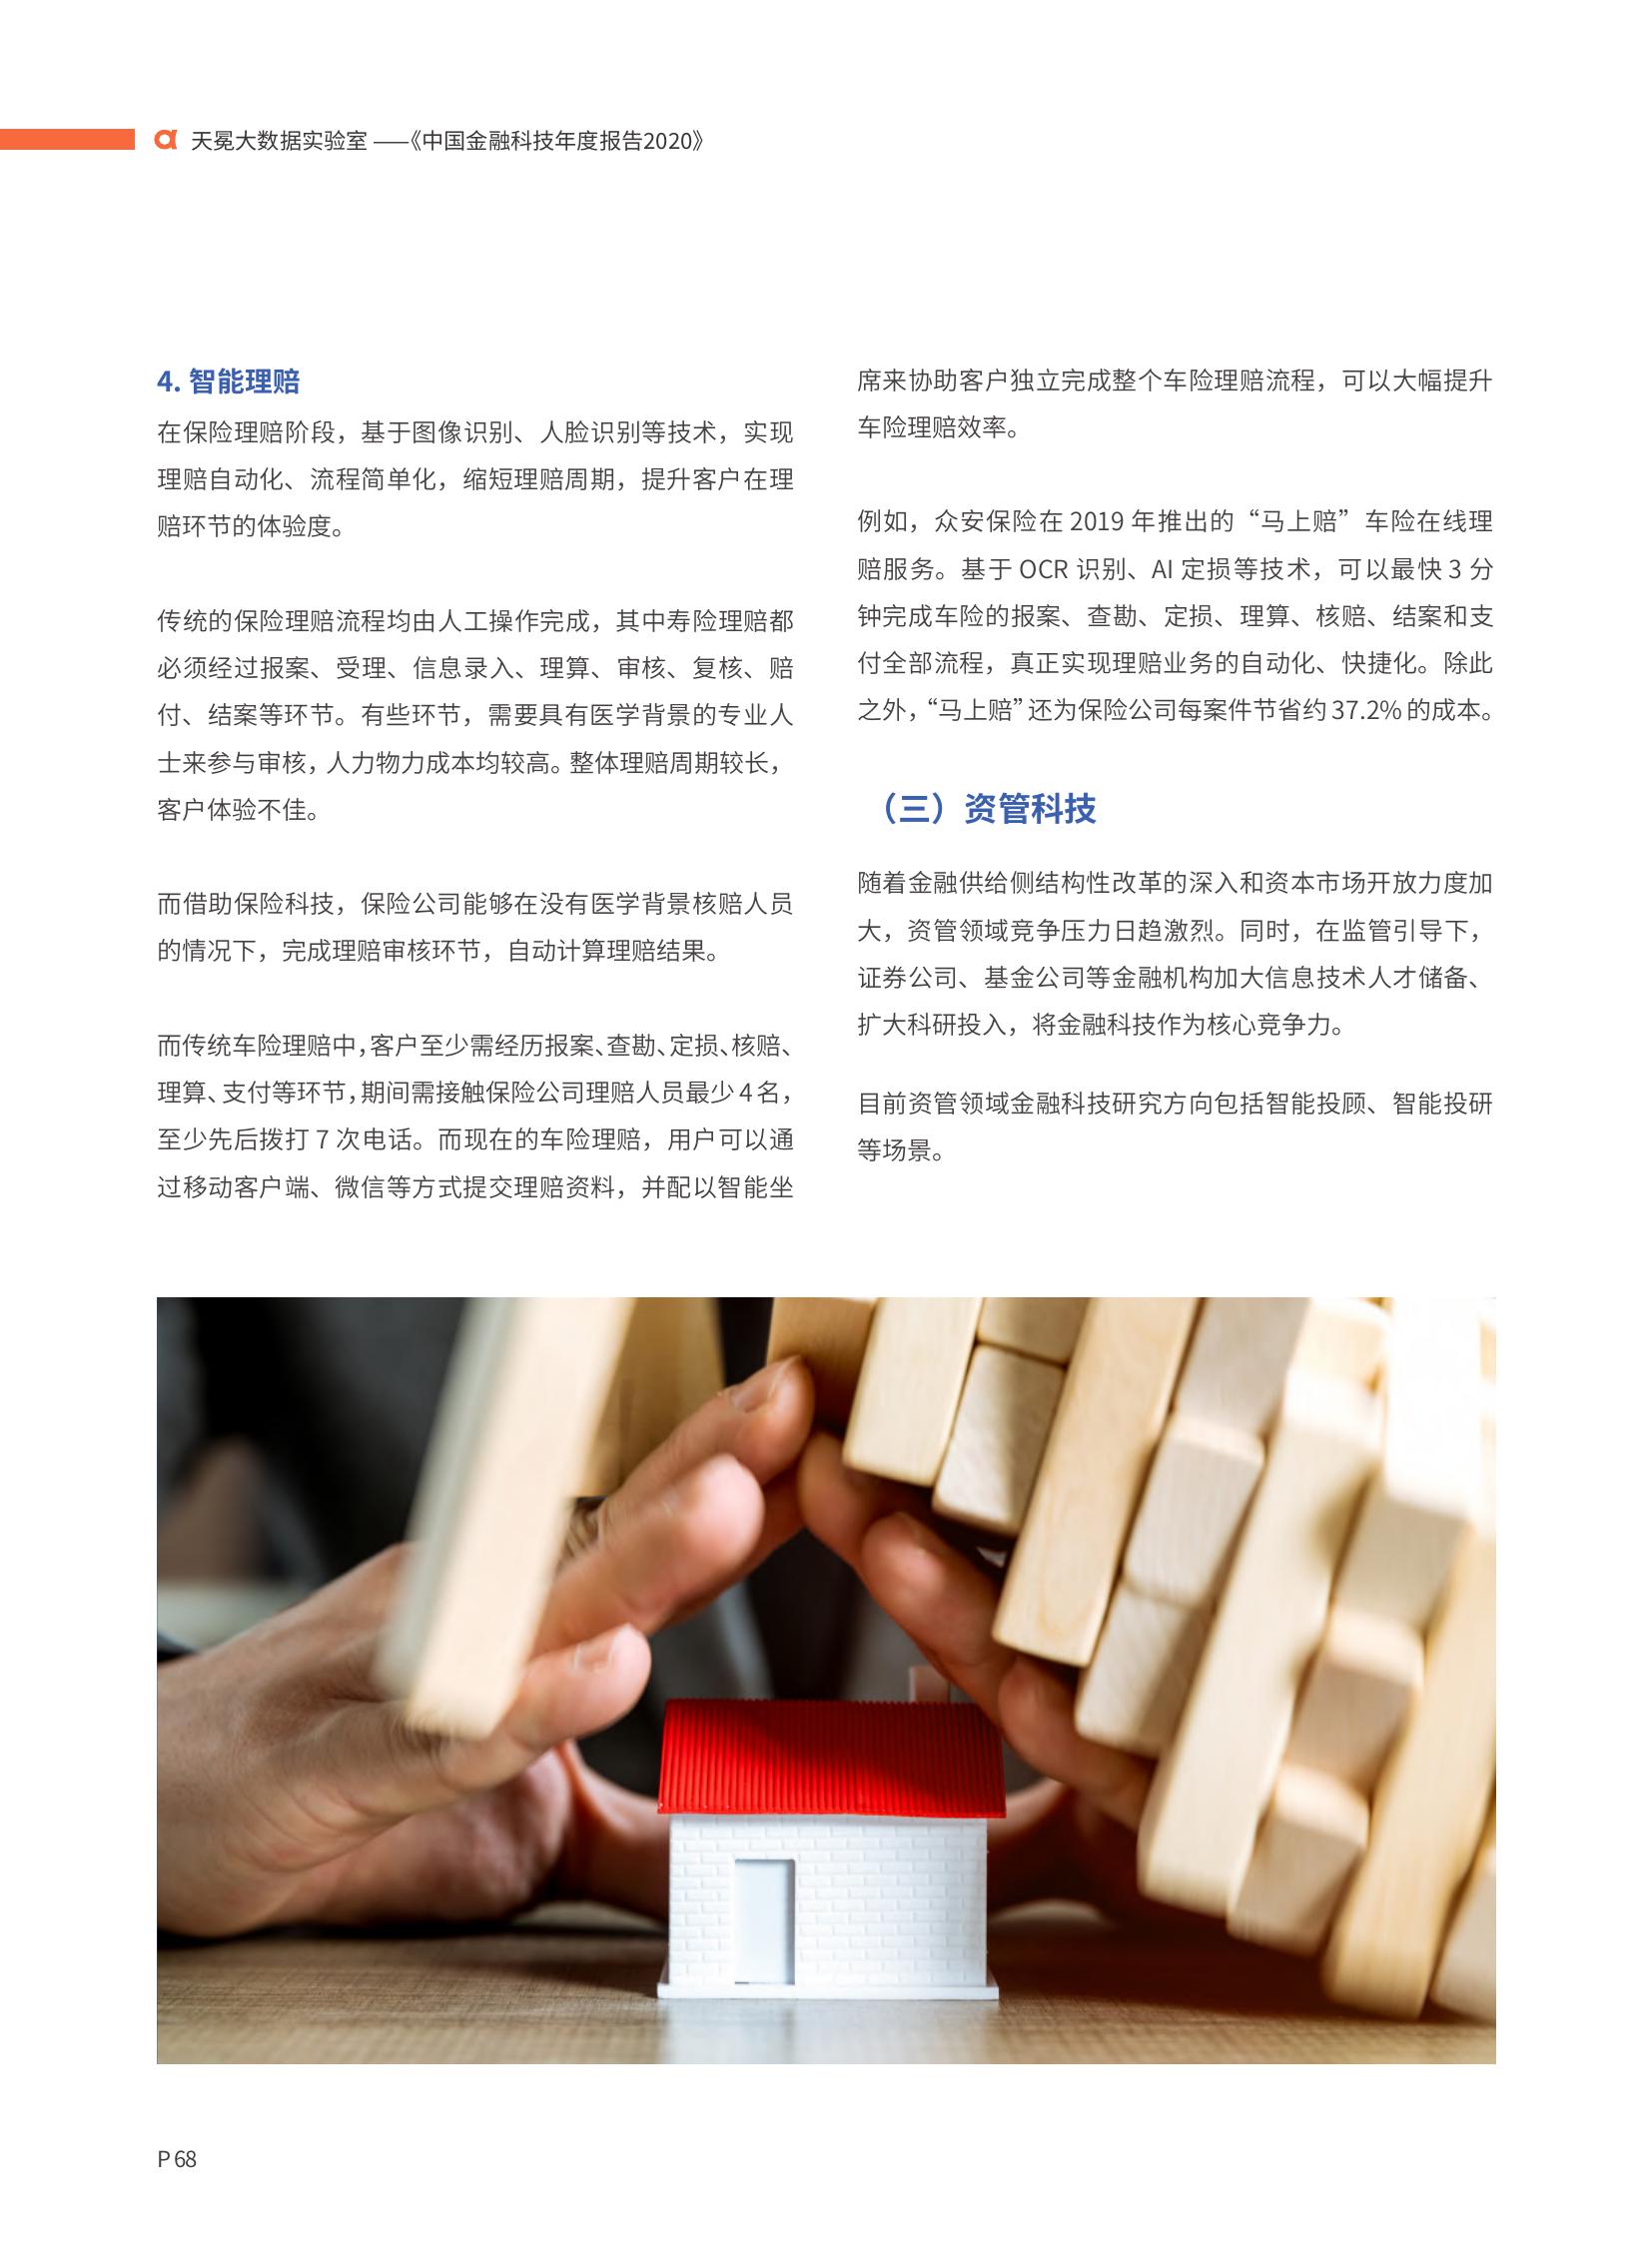 天冕大数据实验室 ——《中国金融科技年度报告2020》
4. 智能理赔
在保险理赔阶段，基于图像识别、人脸识别等技术，实现
理赔自动化、流程简单化，缩短理赔周期，提升客户在理
赔环节的体验度。
传统的保险理赔流程均由人工操作完成，其中寿险理赔都
必须经过报案、受理、信息录入、理算、审核、复核、赔
付、结案等环节。有些环节，需要具有医学背景的专业人
士来参与审核，人力物力成本均较高。整体理赔周期较长，
客户体验不佳。
而借助保险科技，保险公司能够在没有医学背景核赔人员
的情况下，完成理赔审核环节，自动计算理赔结果。
而传统车险理赔中，客户至少需经历报案、查勘、定损、核赔、
理算、支付等环节，期间需接触保险公司理赔人员最少 4 名，
至少先后拨打 7 次电话。而现在的车险理赔，用户可以通
过移动客户端、微信等方式提交理赔资料，并配以智能坐
席来协助客户独立完成整个车险理赔流程，可以大幅提升
车险理赔效率。
例如，众安保险在 2019 年推出的“马上赔”车险在线理
赔服务。基于 OCR 识别、AI 定损等技术，可以最快 3 分
钟完成车险的报案、查勘、定损、理算、核赔、结案和支
付全部流程，真正实现理赔业务的自动化、快捷化。除此
之外，“马上赔”还为保险公司每案件节省约 37.2% 的成本。
（三）资管科技
随着金融供给侧结构性改革的深入和资本市场开放力度加
大，资管领域竞争压力日趋激烈。同时，在监管引导下，
证券公司、基金公司等金融机构加大信息技术人才储备、
扩大科研投入，将金融科技作为核心竞争力。
目前资管领域金融科技研究方向包括智能投顾、智能投研
等场景。
P 68